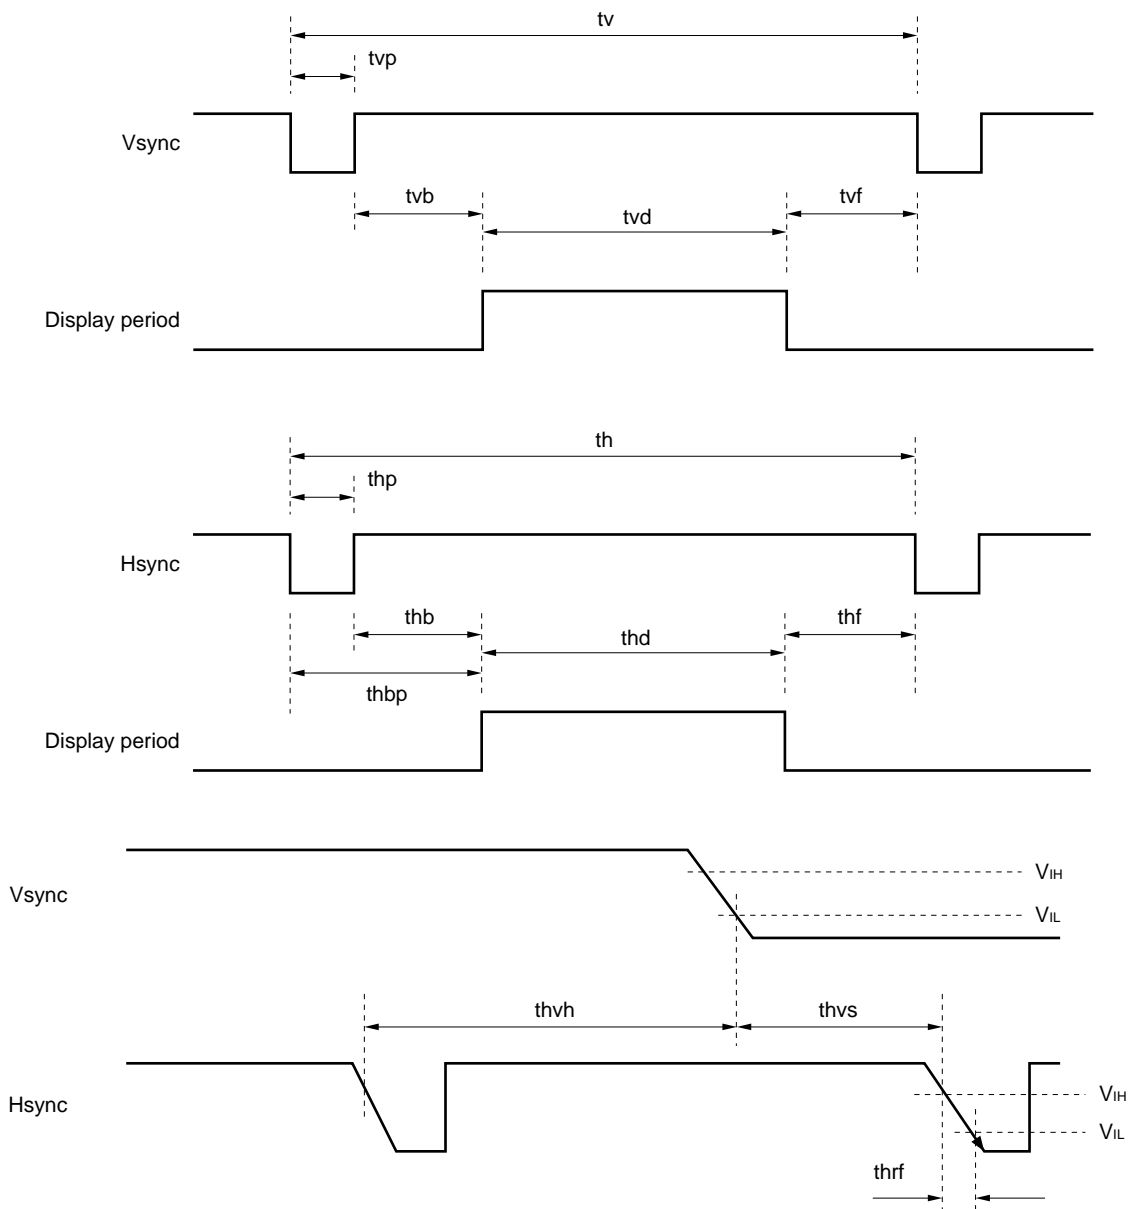 tv
tvp
Vsync
tvb
tvf
tvd
Display period
th
thp
Hsync
thb
thf
thd
thbp
Display period
VIH
Vsync
VIL
thvh
thvs
Hsync
VIH
VIL
thrf